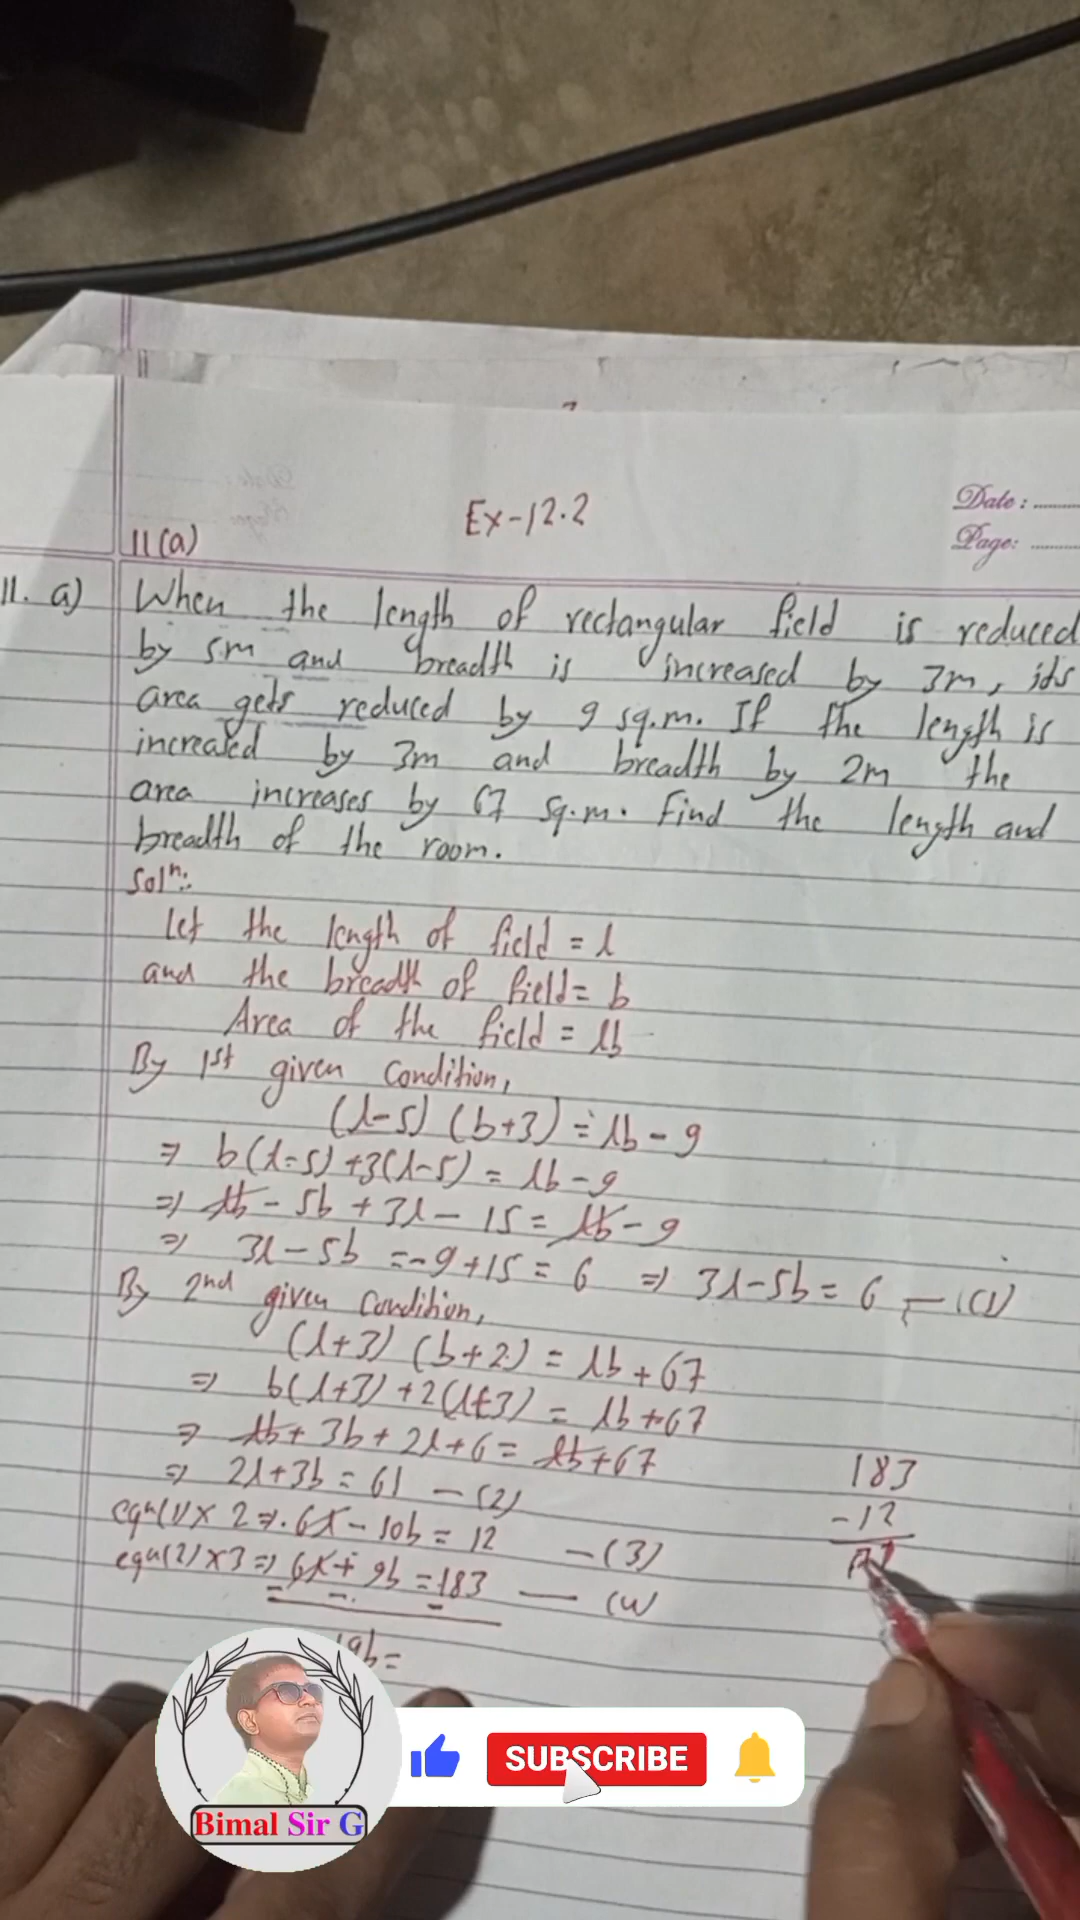 Date: ........
Page: ........
Ex-12.2
11(a)
11. a) When the length of rectangular field is reduced
by 5m and breadth is increased by 3m, its
area gets reduced by 9 sq.m. If the length is
increased by 3m and breadth by 2m the
area increases by 67 sq.m. Find the length and
breadth of the room.
Solⁿ:
Let the length of field = l
and the breadth of field = b
Area of the field = lb
By 1st given condition,
(l-5) (b+3) = lb - 9
⇒ b(l-5) +3(l-5) = lb - 9
⇒ lb - 5b + 3l - 15 = lb - 9
⇒ 3l - 5b = -9 +15 = 6 ⇒ 3l - 5b = 6 — (1)
By 2nd given Condition,
(l+3) (b+2) = lb + 67
⇒ b(l+3) + 2(l+3) = lb + 67
⇒ lb + 3b + 2l + 6 = lb + 67
⇒ 2l + 3b = 61 — (2)
eqn(1) × 2 ⇒ 6l - 10b = 12 — (3)
eqn(2) × 3 ⇒ 6l + 9b = 183 —
183
-12
19b =
Bimal Sir G
SUBSCRIBE